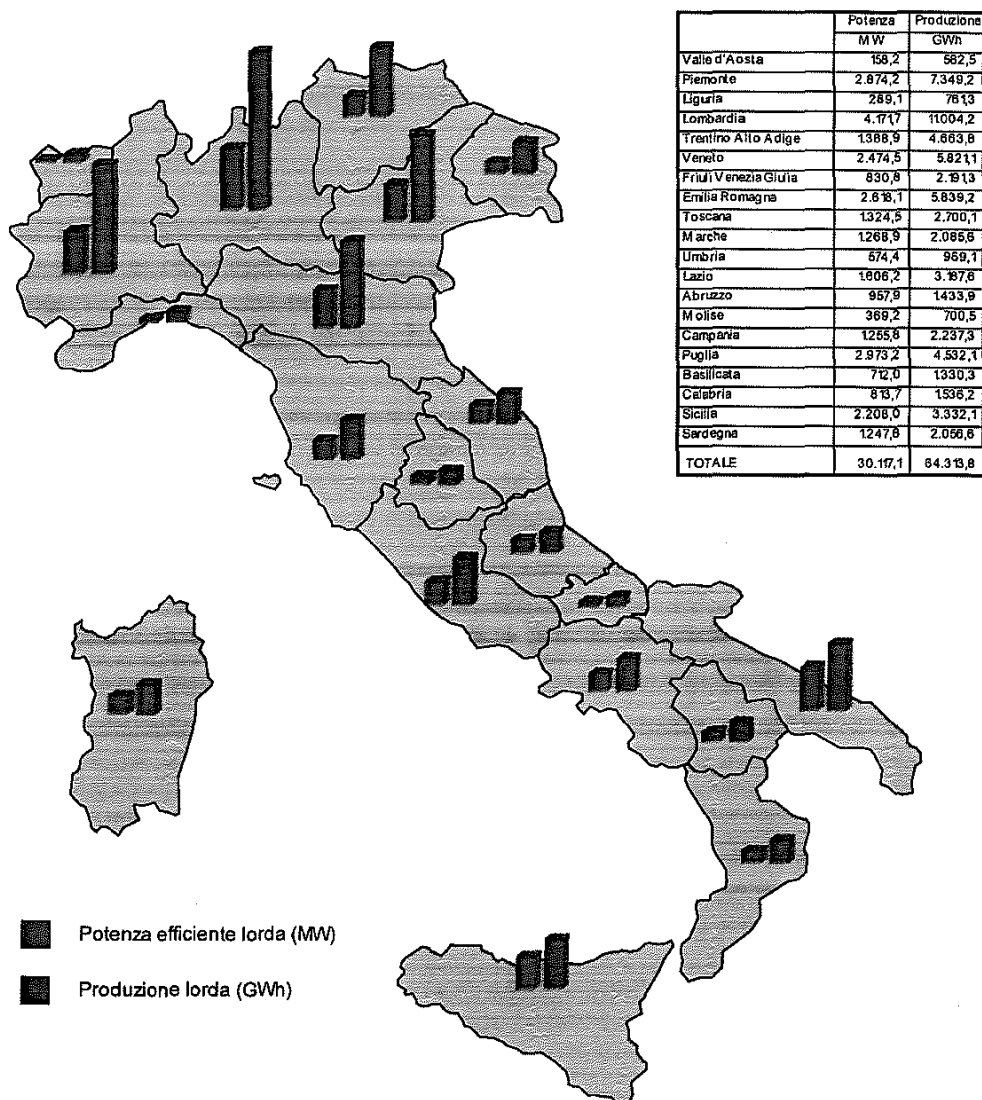 Potenza Produzione
MW GWh
Valle d'Aosta 158,2 582,5
Piemonte 2.874,2 7.349,2
Liguria 289,1 761,3
Lombardia 4.171,7 11.004,2
Trentino Alto Adige 1.388,9 4.663,8
Veneto 2.474,5 5.821,1
Friuli Venezia Giulia 830,8 2.191,3
Emilia Romagna 2.618,1 5.839,2
Toscana 1.324,5 2.700,1
Marche 1.268,9 2.085,6
Umbria 574,4 969,1
Lazio 1.606,2 3.187,6
Abruzzo 957,9 1.433,9
Molise 369,2 700,5
Campania 1.255,8 2.237,3
Puglia 2.973,2 4.532,1
Basilicata 712,0 1.330,3
Calabria 813,7 1.536,2
Sicilia 2.208,0 3.332,1
Sardegna 1.247,8 2.056,6
TOTALE 30.117,1 64.313,8
Potenza efficiente lorda (MW)
Produzione lorda (GWh)